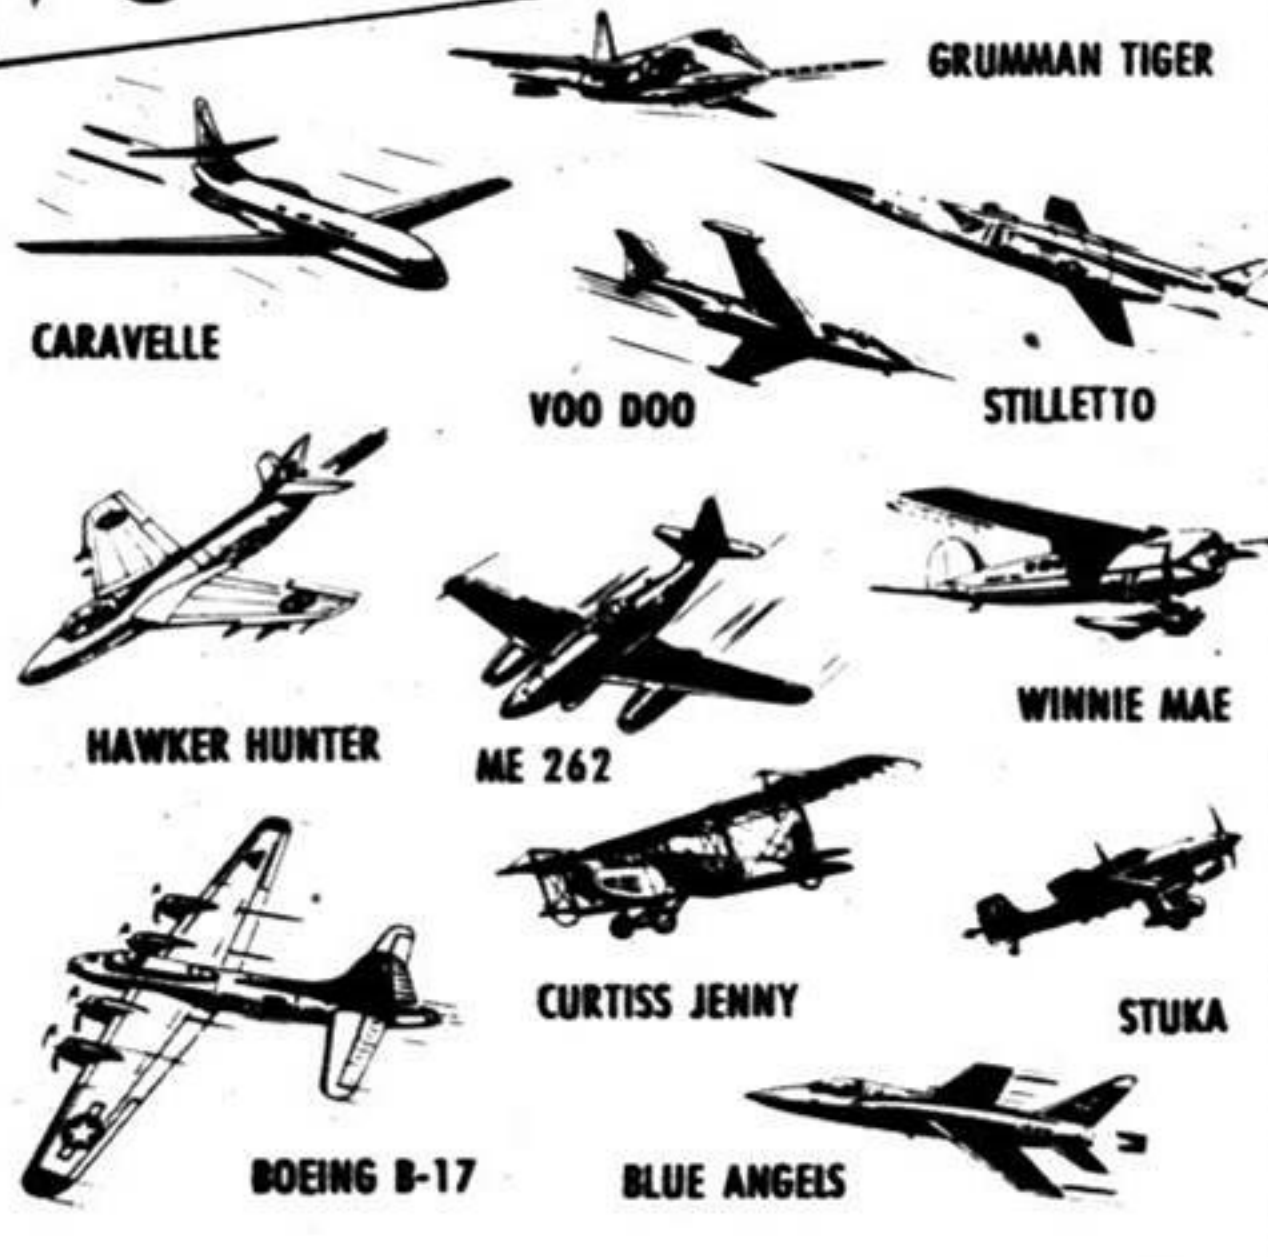 GRUMMAN TIGER
CARAVELLE
VOO DOO
STILLETTO
HAWKER HUNTER
ME 262
WINNIE MAE
CURTISS JENNY
STUKA
BOEING B-17
BLUE ANGELS